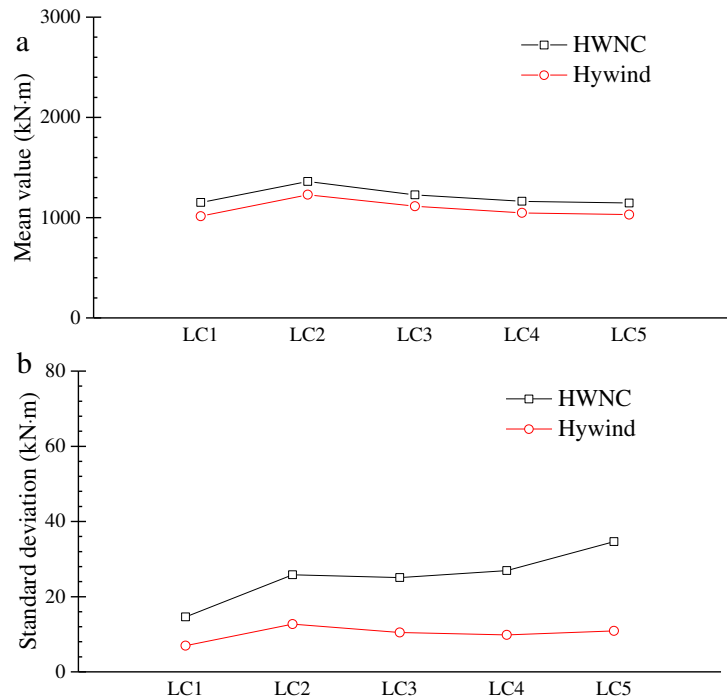 a
3000
2000
1000
0
Mean value (kN·m)
HWNC
Hywind
LC1 LC2 LC3 LC4 LC5
b
80
60
40
20
0
Standard deviation (kN·m)
HWNC
Hywind
LC1 LC2 LC3 LC4 LC5